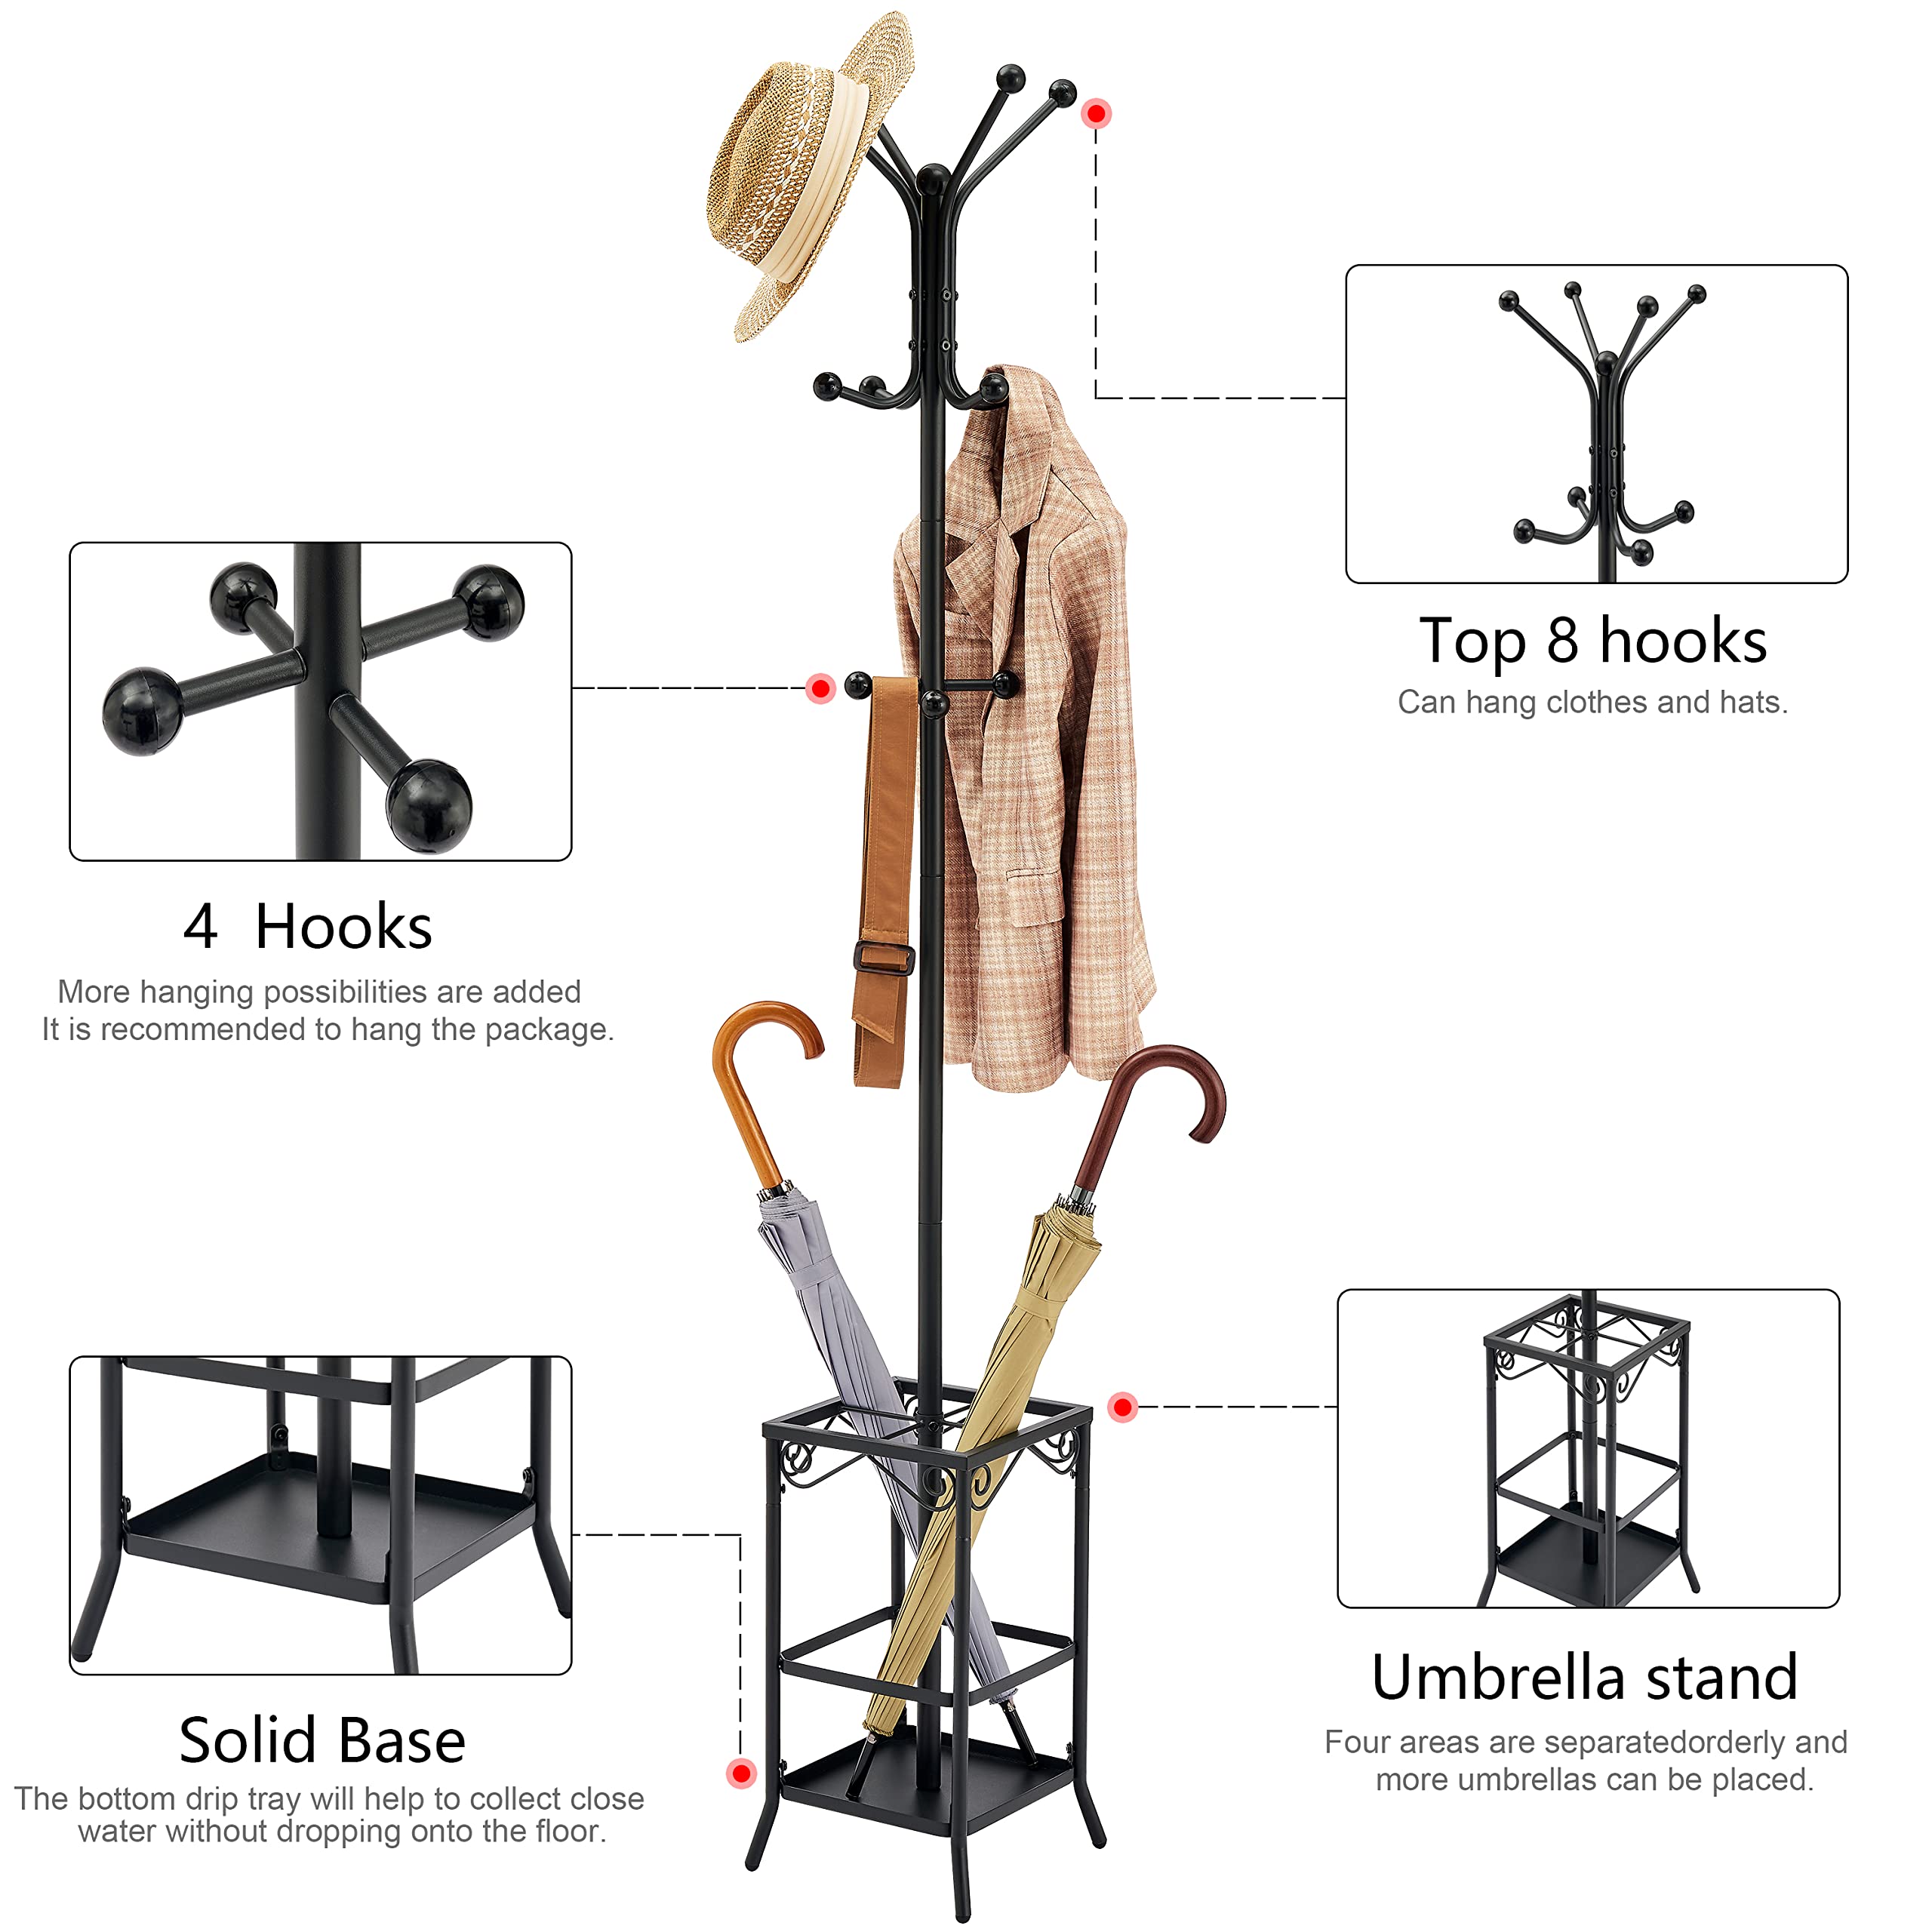 Top 8 hooks
Can hang clothes and hats.
4 Hooks
More hanging possibilities are added
It is recommended to hang the package.
Umbrella stand
Four areas are separatedorderly and
more umbrellas can be placed.
Solid Base
The bottom drip tray will help to collect close
water without dropping onto the floor.